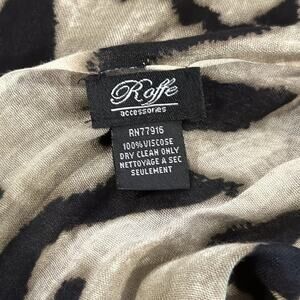 Roffe
accessories
RN77916
100% VISCOSE
DRY CLEAN ONLY
NETTOYAGE A SEC
SEULEMENT